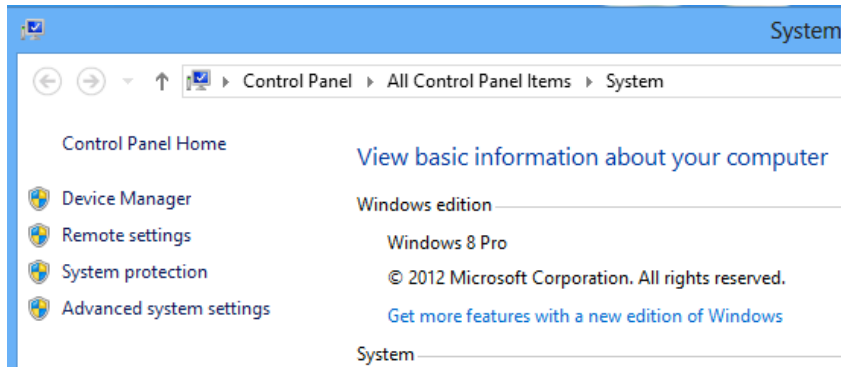 System
Control Panel All Control Panel Items System
Control Panel Home
Device Manager
Remote settings
System protection
Advanced system settings
View basic information about your computer
Windows edition
Windows 8 Pro
© 2012 Microsoft Corporation. All rights reserved.
Get more features with a new edition of Windows
System